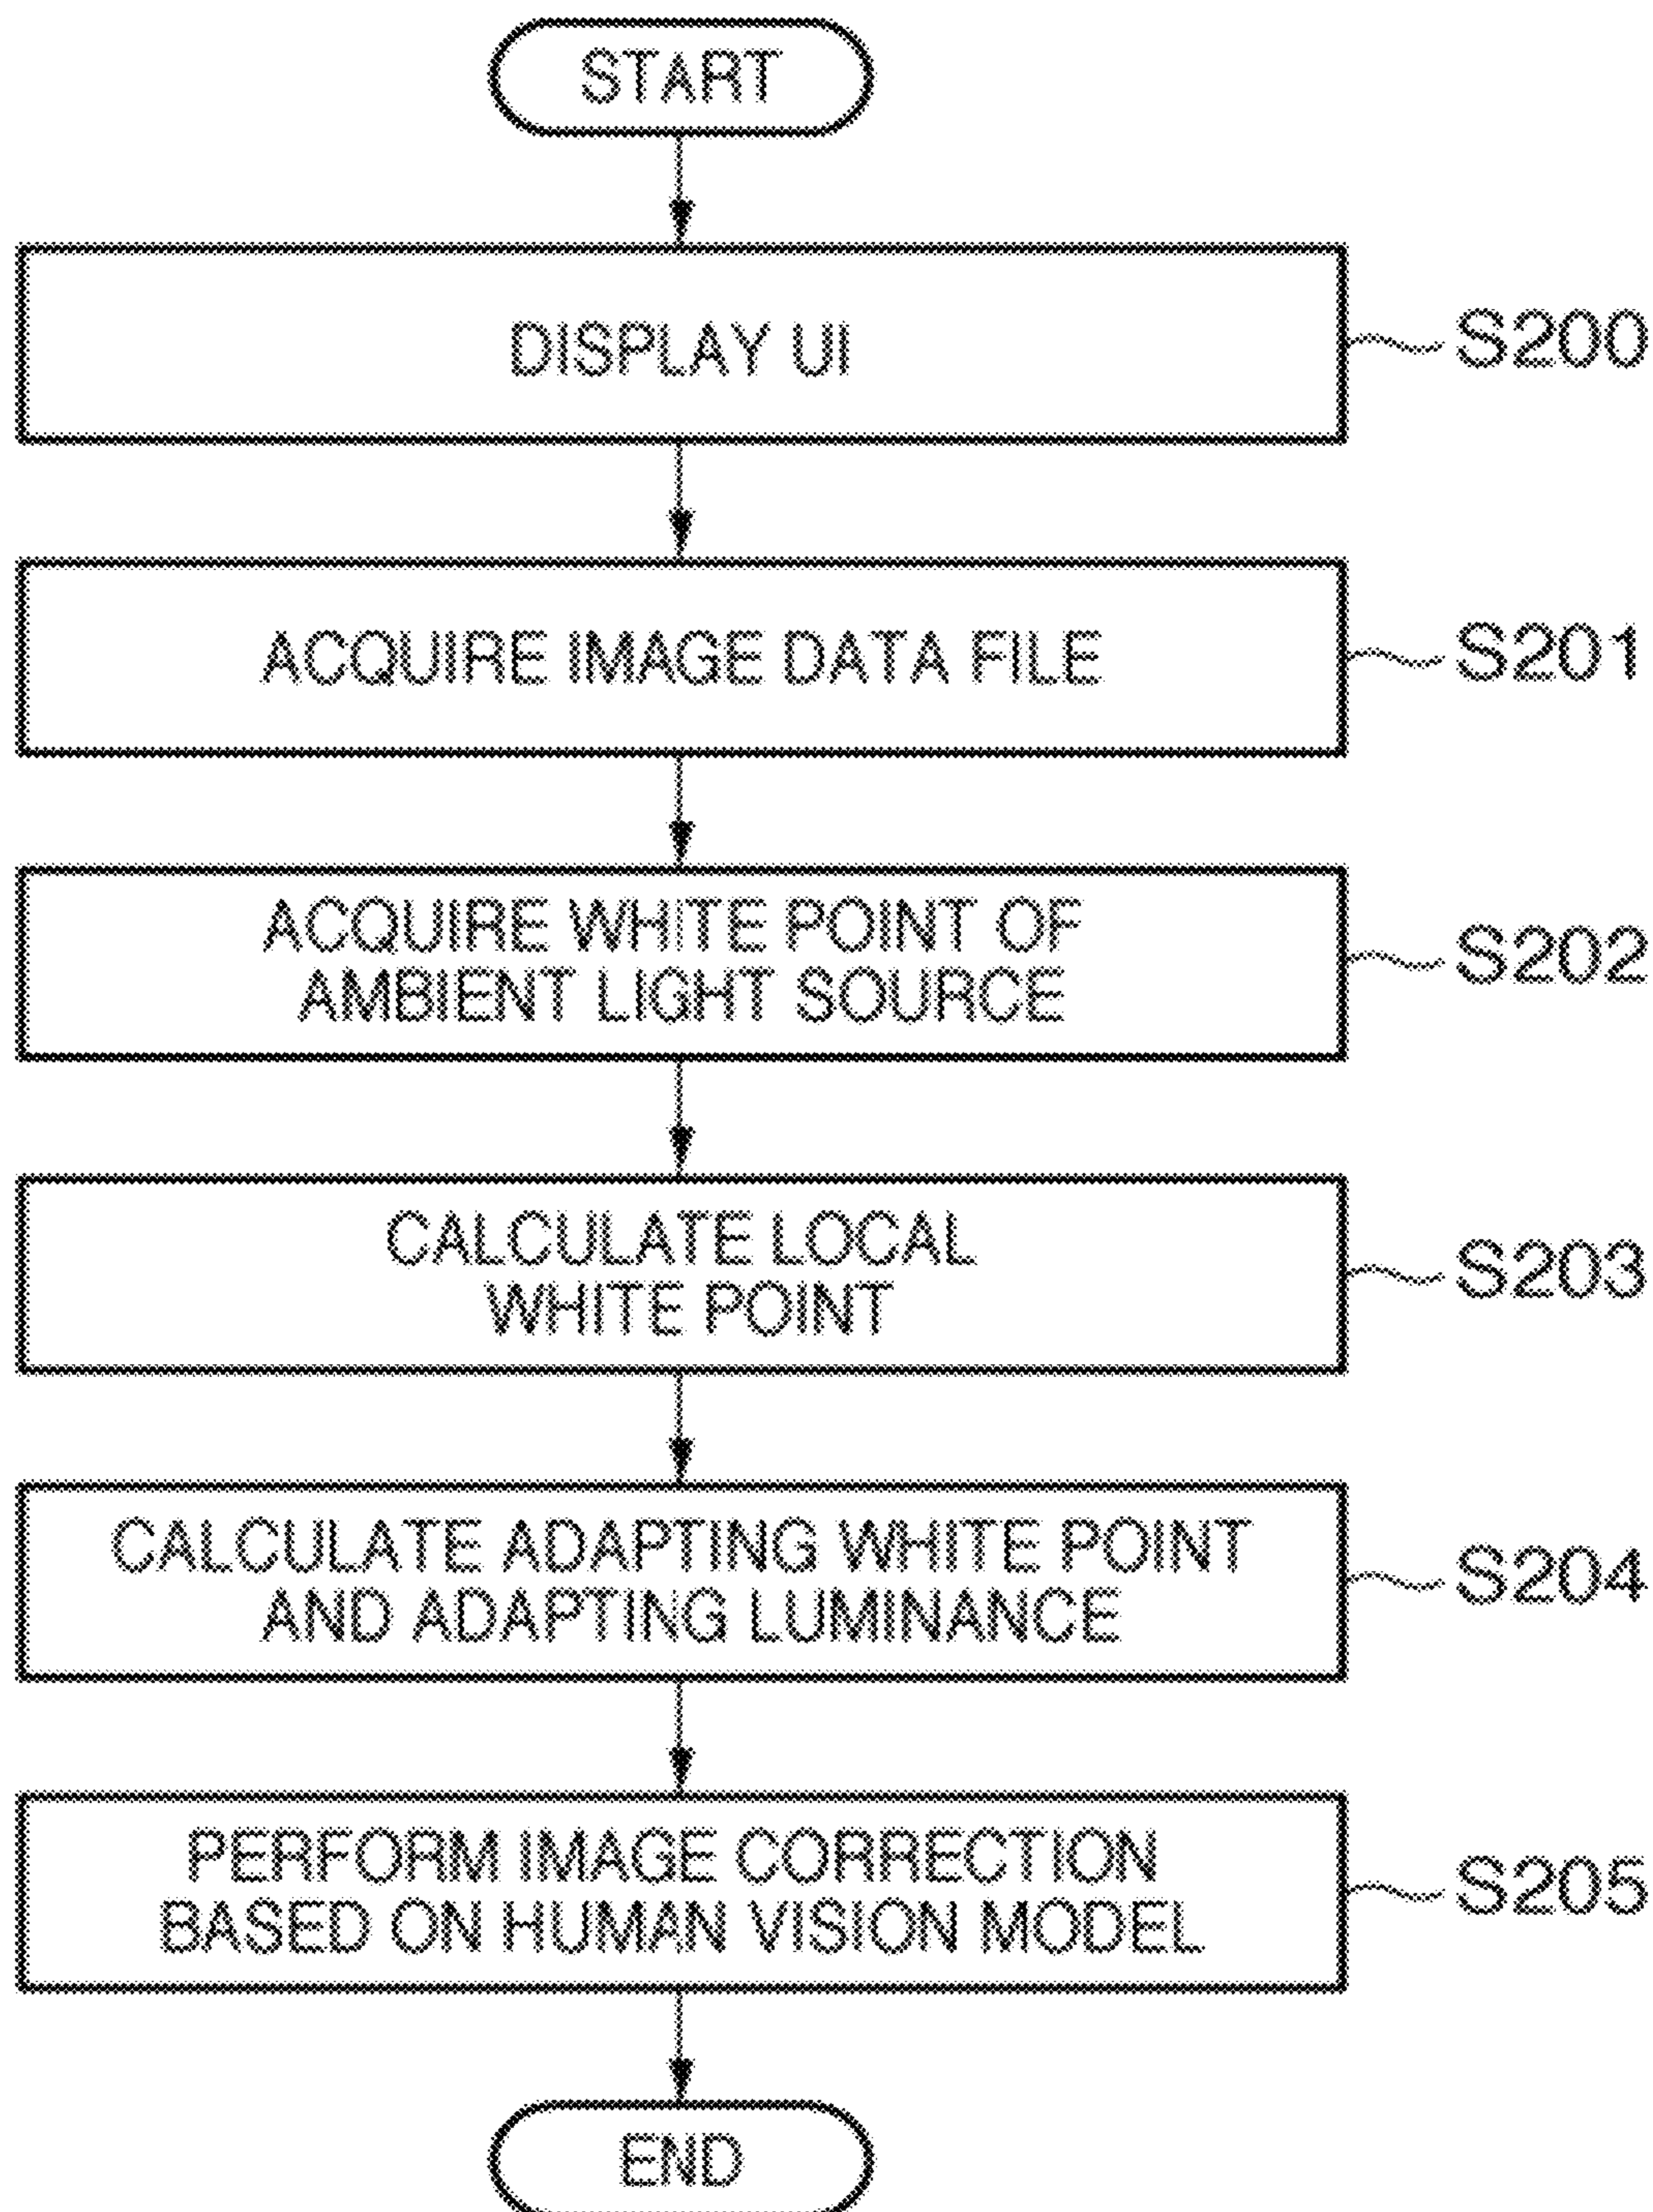 START
DISPLAY UI
S200
ACQUIRE IMAGE DATA FILE
S201
ACQUIRE WHITE POINT OF
AMBIENT LIGHT SOURCE
S202
CALCULATE LOCAL
WHITE POINT
S203
CALCULATE ADAPTING WHITE POINT
AND ADAPTING LUMINANCE
S204
PERFORM IMAGE CORRECTION
BASED ON HUMAN VISION MODEL
S205
END